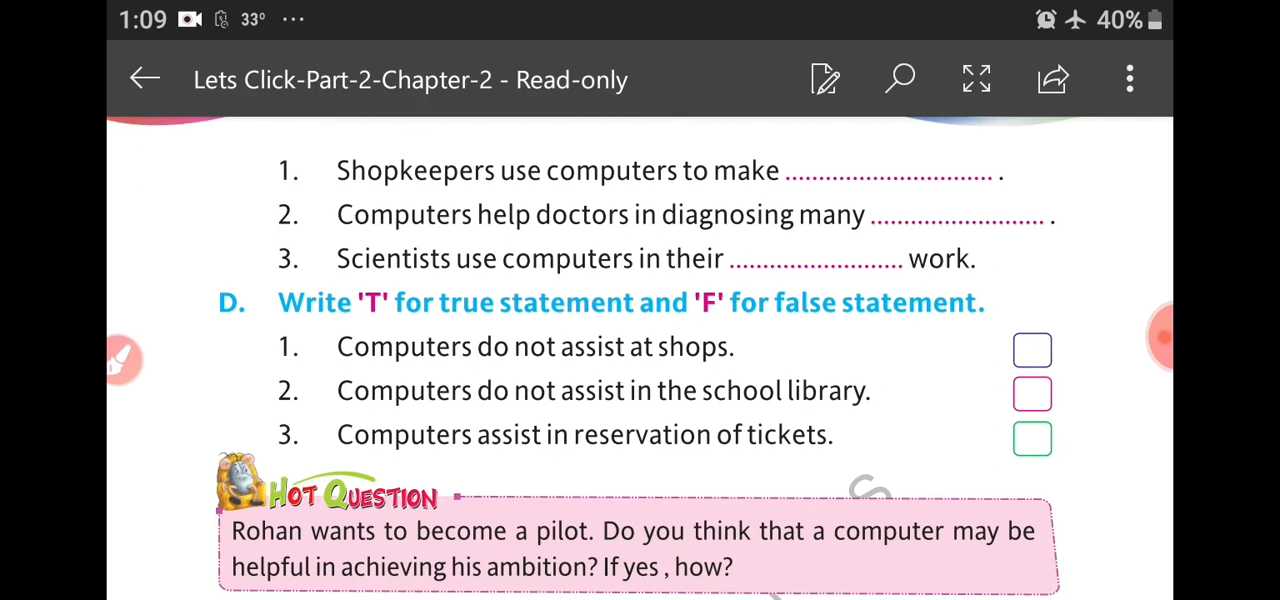 1:09 33° ... 40%
Lets Click-Part-2-Chapter-2 - Read-only
1. Shopkeepers use computers to make ............................... .
2. Computers help doctors in diagnosing many .......................... .
3. Scientists use computers in their .......................... work.
D. Write 'T' for true statement and 'F' for false statement.
1. Computers do not assist at shops.
2. Computers do not assist in the school library.
3. Computers assist in reservation of tickets.
HOT QUESTION
Rohan wants to become a pilot. Do you think that a computer may be
helpful in achieving his ambition? If yes , how?